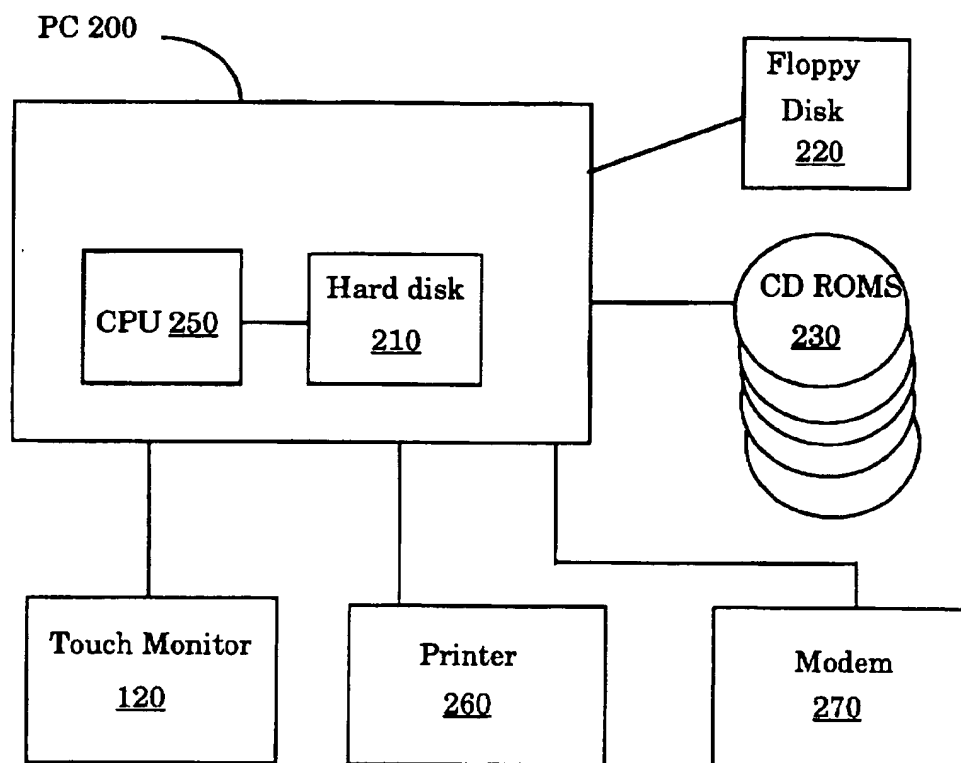 PC 200
Floppy
Disk
220
CD ROMS
230
CPU 250
Hard disk
210
Touch Monitor
120
Printer
260
Modem
270